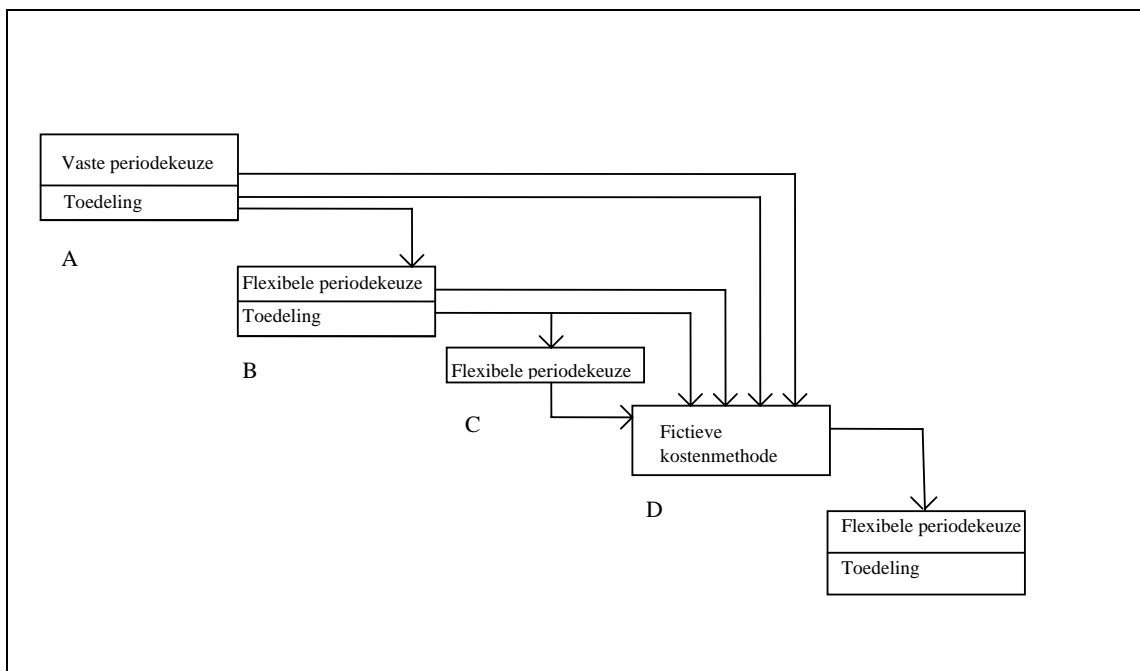 Vaste periodekeuze
Toedeling
A
Flexibele periodekeuze
Toedeling
B
Flexibele periodekeuze
C
Fictieve
kostenmethode
D
Flexibele periodekeuze
Toedeling